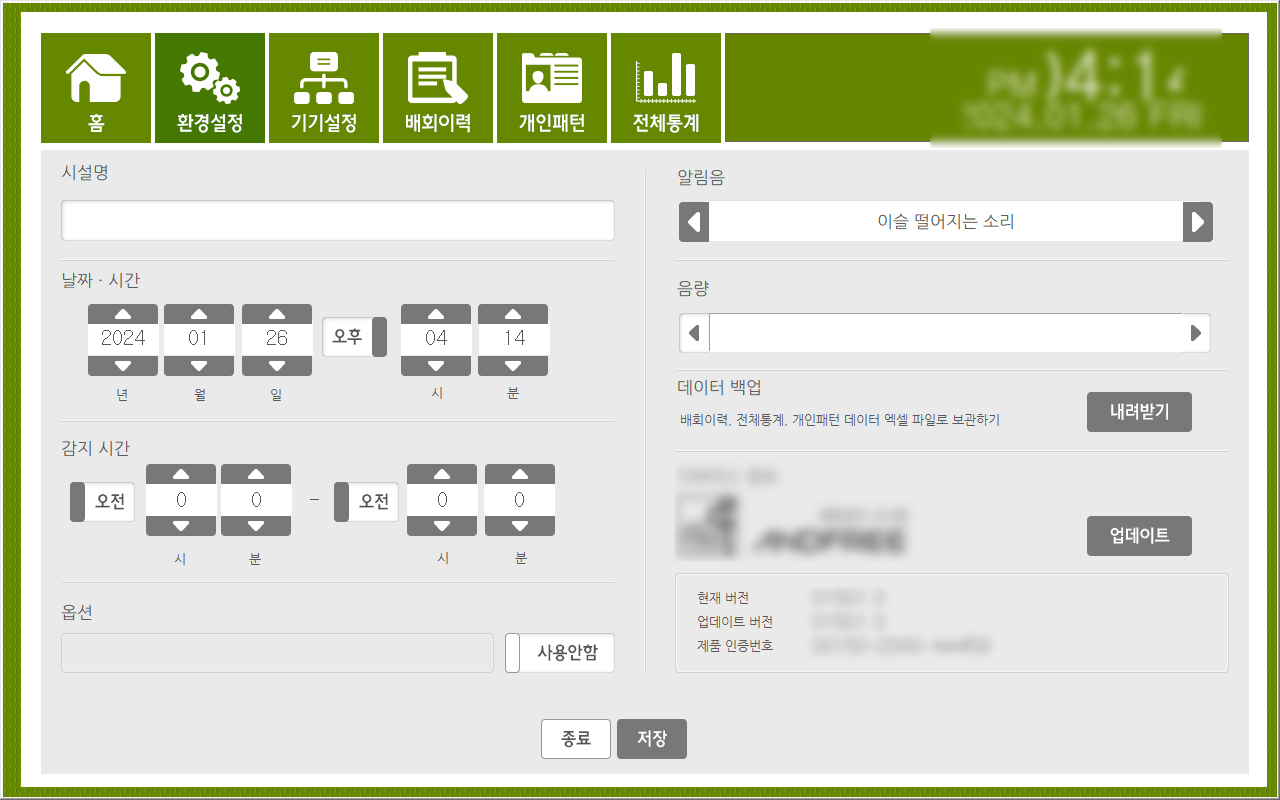 홈 환경설정 기기설정 배회이력 개인패턴 전체통계
PM
2024.01.26 FRI
시설명
날짜 · 시간
2024 01 26 오후 04 14
년 월 일 시 분
감지 시간
오전 0 0 – 오전 0 0
시 분 시 분
옵션
사용안함
알림음
이슬 떨어지는 소리
음량
데이터 백업
배회이력, 전체통계, 개인패턴 데이터 엑셀 파일로 보관하기
내려받기
업데이트
현재 버전
업데이트 버전
제품 인증번호
종료 저장